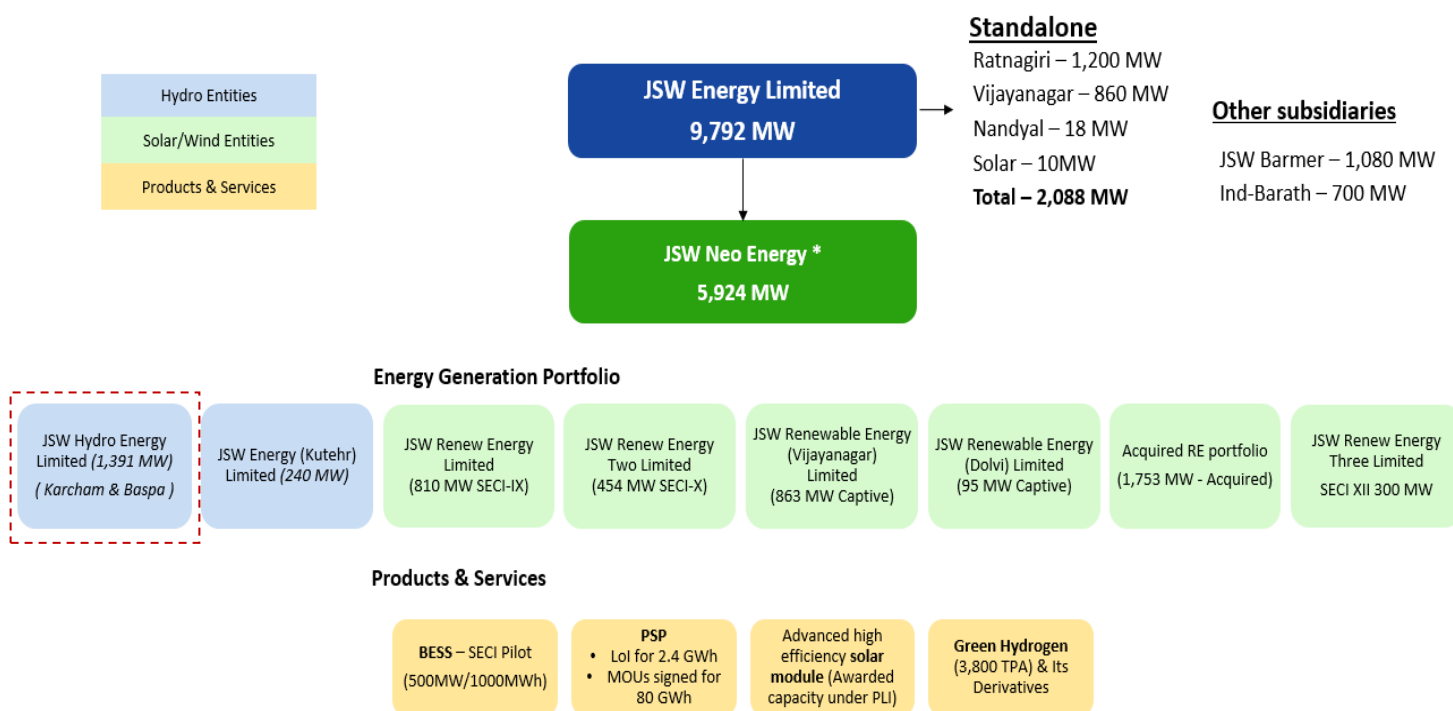 Hydro Entities
Solar/Wind Entities
Products & Services
JSW Energy Limited
9,792 MW
Standalone
Ratnagiri – 1,200 MW
Vijayanagar – 860 MW
Nandyal – 18 MW
Solar – 10MW
Total – 2,088 MW
Other subsidiaries
JSW Barmer – 1,080 MW
Ind-Barath – 700 MW
JSW Neo Energy *
5,924 MW
Energy Generation Portfolio
JSW Hydro Energy
Limited (1,391 MW)
( Karcham & Baspa )
JSW Energy (Kutehr)
Limited (240 MW)
JSW Renew Energy
Limited
(810 MW SECI-IX)
JSW Renew Energy
Two Limited
(454 MW SECI-X)
JSW Renewable Energy
(Vijayanagar)
Limited
(863 MW Captive)
JSW Renewable Energy
(Dolvi) Limited
(95 MW Captive)
Acquired RE portfolio
(1,753 MW - Acquired)
JSW Renew Energy
Three Limited
SECI XII 300 MW
Products & Services
BESS – SECI Pilot
(500MW/1000MWh)
PSP
• LoI for 2.4 GWh
• MOUs signed for
80 GWh
Advanced high
efficiency solar
module (Awarded
capacity under PLI)
Green Hydrogen
(3,800 TPA) & Its
Derivatives